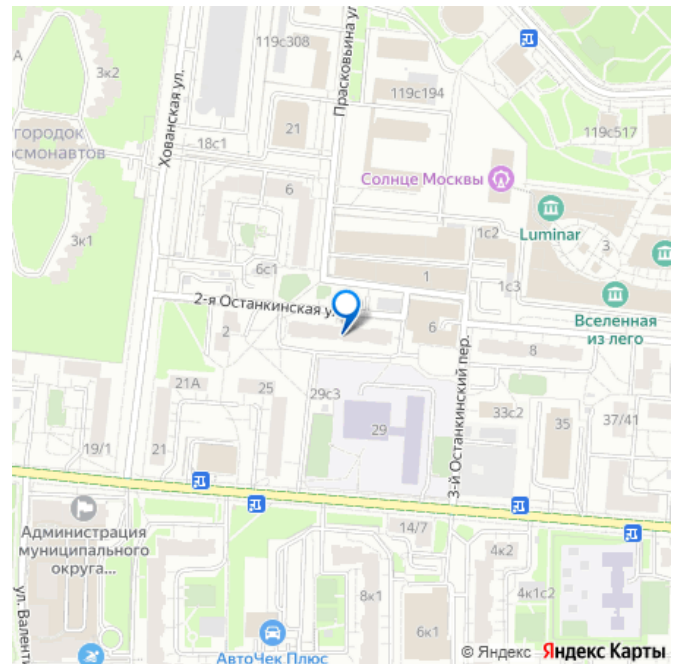 119с308
Прасковьина ул.
А
3к2
119с194
Хованская ул.
21
119с517
городок
осмонавтов
18с1
Солнце Москвы
6
Luminar
3к1
1с2
3
6с1
1
1с3
2-я Останкинская у
2
6
Вселенная
из лего
8
3-й Останкинский пер.
21А
25
29с3
33с2
35
37/41
29
19/1
21
14/7
Администрация
муниципального
округа...
4к2
ул. Валенти
8к1
4к1с2
6к1
АвтоЧек Плюс
© Яндекс Яндекс Карты